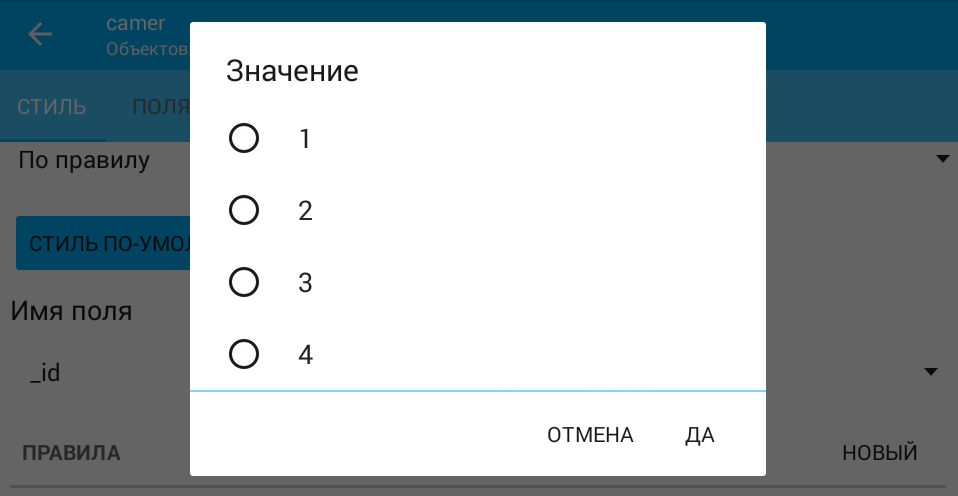 camer
Объектов
СТИЛЬ ПОЛЯ
По правилу
СТИЛЬ ПО-УМОЛ
Имя поля
_id
ПРАВИЛА НОВЫЙ
Значение
1
2
3
4
ОТМЕНА ДА